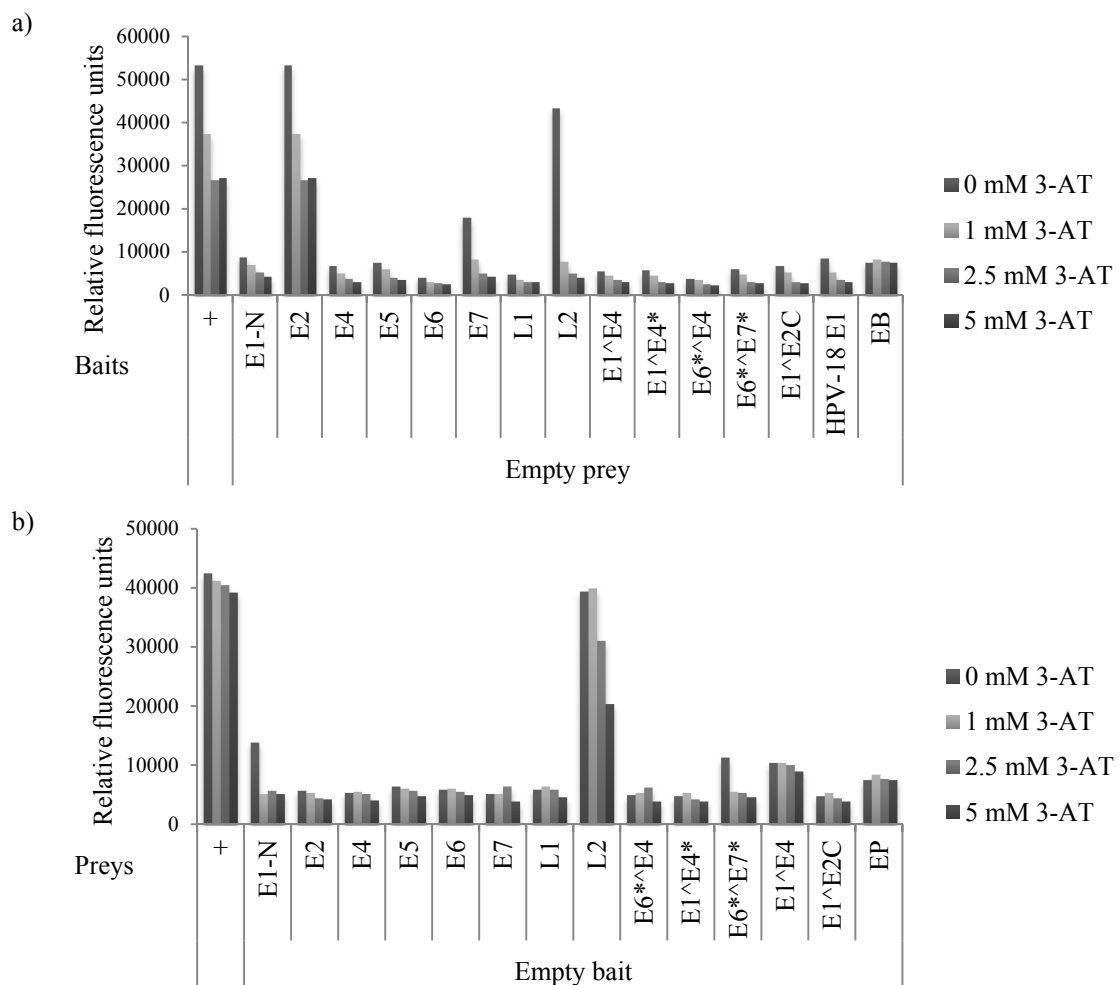 a)
Relative fluorescence units
60000
50000
40000
30000
20000
10000
0
0 mM 3-AT
1 mM 3-AT
2.5 mM 3-AT
5 mM 3-AT
Baits
+
E1-N
E2
E4
E5
E6
E7
L1
L2
E1^E4
E1^E4*
E6*^E4
E6*^E7*
E1^E2C
HPV-18 E1
EB
Empty prey
b)
Relative fluorescence units
50000
40000
30000
20000
10000
0
0 mM 3-AT
1 mM 3-AT
2.5 mM 3-AT
5 mM 3-AT
Preys
+
E1-N
E2
E4
E5
E6
E7
L1
L2
E6*^E4
E1^E4*
E6*^E7*
E1^E4
E1^E2C
EP
Empty bait